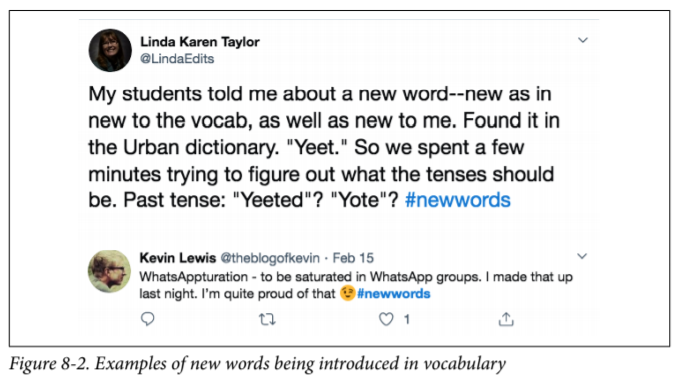 Linda Karen Taylor
@LindaEdits
My students told me about a new word--new as in
new to the vocab, as well as new to me. Found it in
the Urban dictionary. "Yeet." So we spent a few
minutes trying to figure out what the tenses should
be. Past tense: "Yeeted"? "Yote"? #newwords
Kevin Lewis @theblogofkevin · Feb 15
WhatsAppturation - to be saturated in WhatsApp groups. I made that up
last night. I'm quite proud of that 😉 #newwords
1
Figure 8-2. Examples of new words being introduced in vocabulary